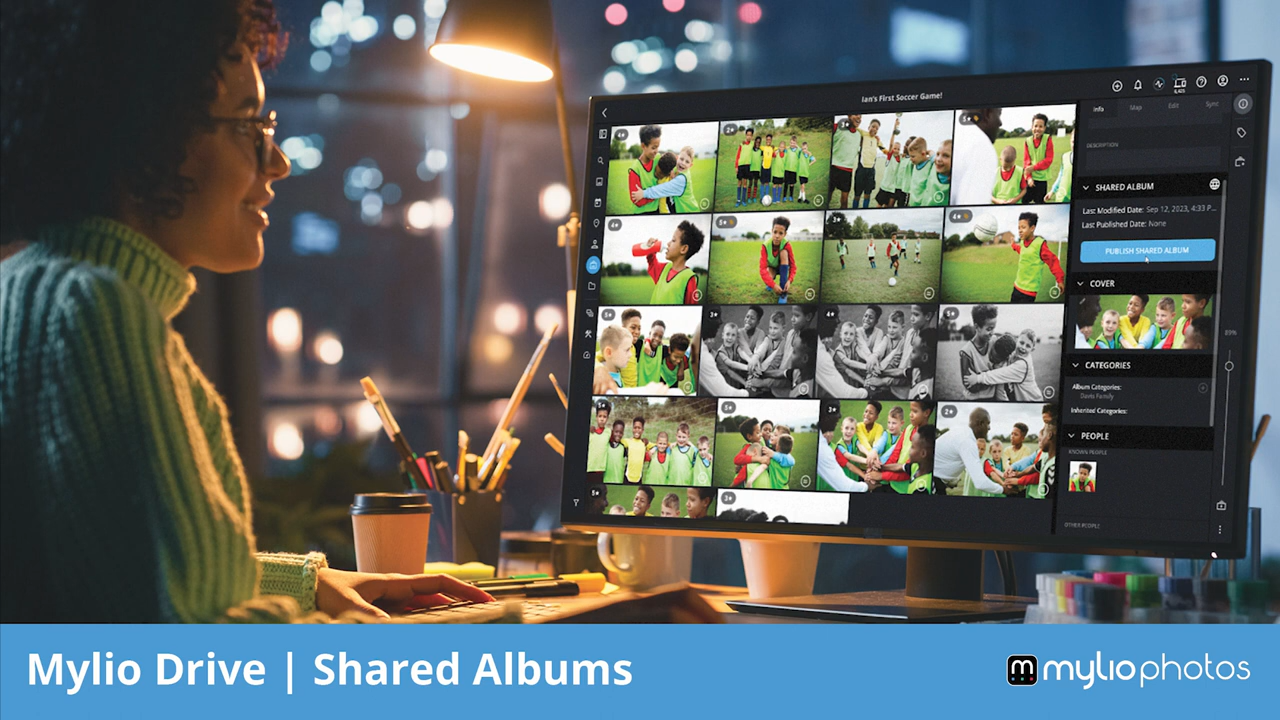 Ian's First Soccer Game!
Info Map Edit Sync
DESCRIPTION
SHARED ALBUM
Last Modified Date: Sep 12, 2023, 4:33 P...
Last Published Date: None
PUBLISH SHARED ALBUM
COVER
89%
CATEGORIES
Album Categories:
Davis Family
Inherited Categories:
PEOPLE
KNOWN PEOPLE
OTHER PEOPLE
Mylio Drive | Shared Albums
m myliophotos